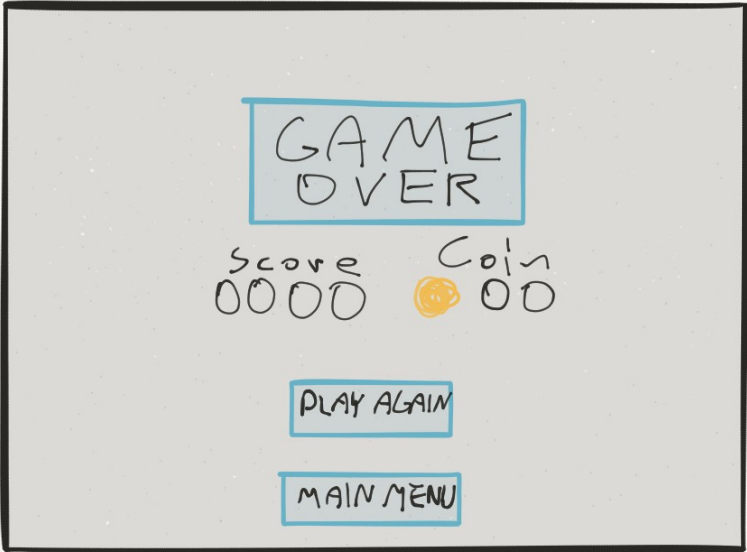 GAME
OVER
Score Coin
0000 00
PLAY AGAIN
MAIN MENU